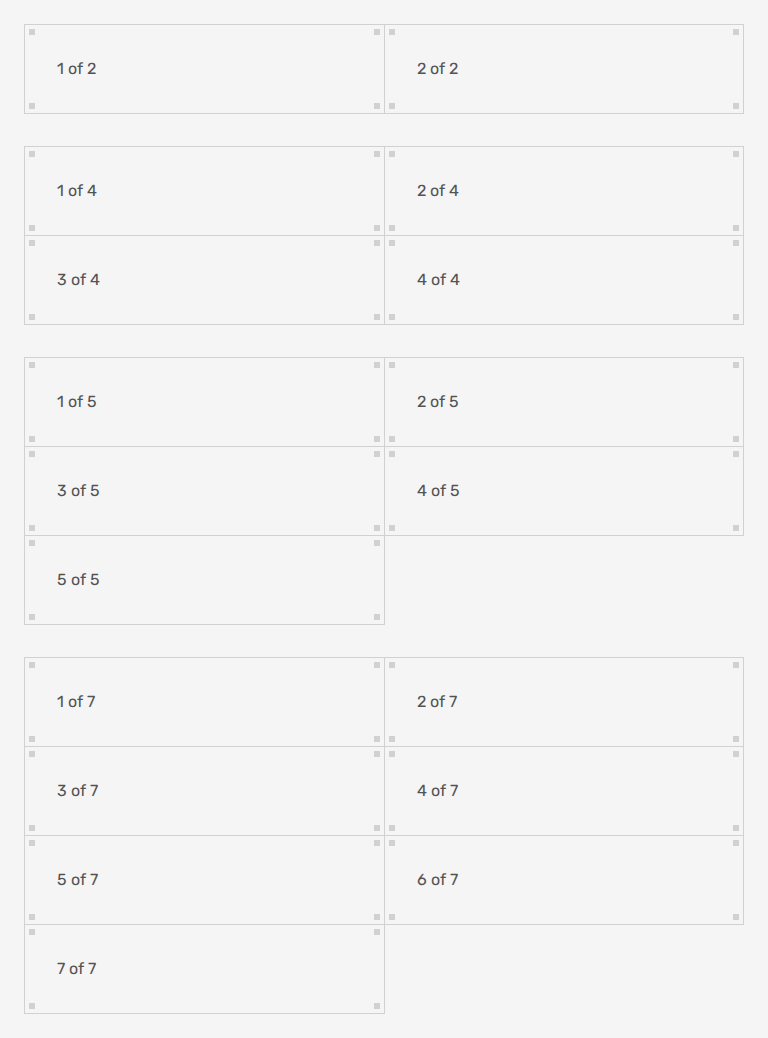 1 of 2
2 of 2
1 of 4
2 of 4
3 of 4
4 of 4
1 of 5
2 of 5
3 of 5
4 of 5
5 of 5
1 of 7
2 of 7
3 of 7
4 of 7
5 of 7
6 of 7
7 of 7